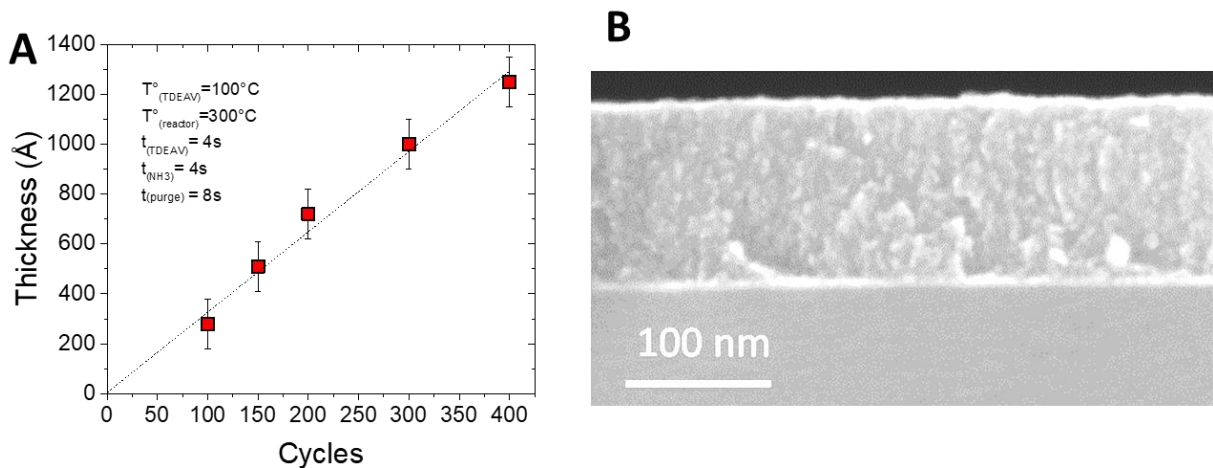 A
B
Thickness (Å)
1400
1200
1000
800
600
400
200
0
T°(TDEAV)=100°C
T°(reactor)=300°C
t(TDEAV)= 4s
t(NH3)= 4s
t(purge) = 8s
0 50 100 150 200 250 300 350 400
Cycles
100 nm